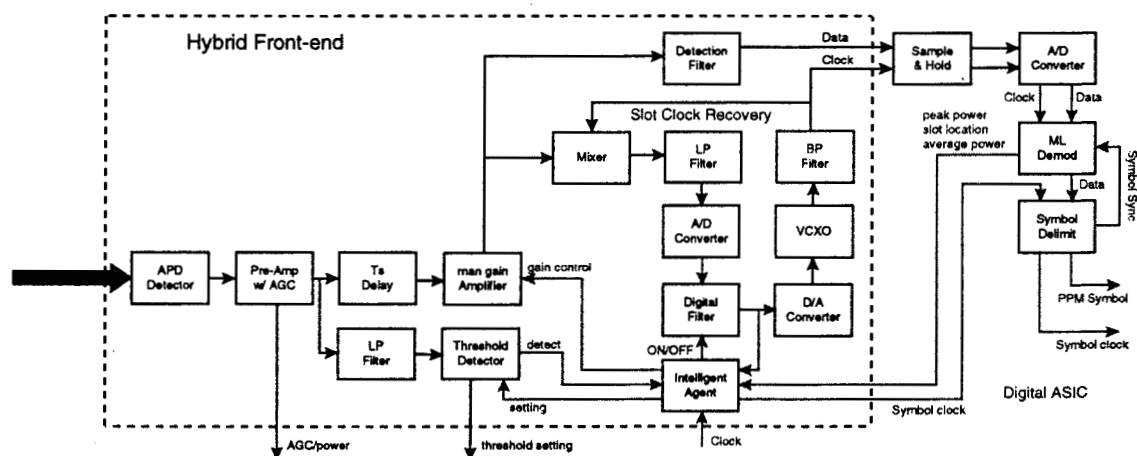 Hybrid Front-end
Detection
Filter
Data
Clock
Sample
& Hold
A/D
Converter
Clock
Data
Slot Clock Recovery
Mixer
LP
Filter
BP
Filter
peak power
slot location
average power
ML
Demod
Data
Symbol Sync
A/D
Converter
VCXO
Symbol
Delimit
APD
Detector
Pre-Amp
w/ AGC
Ts
Delay
man gain
Amplifier
gain control
Digital
Filter
D/A
Converter
PPM Symbol
LP
Filter
Threshold
Detector
detect
ON/OFF
Intelligent
Agent
Symbol clock
setting
Symbol clock
Digital ASIC
AGC/power
threshold setting
Clock